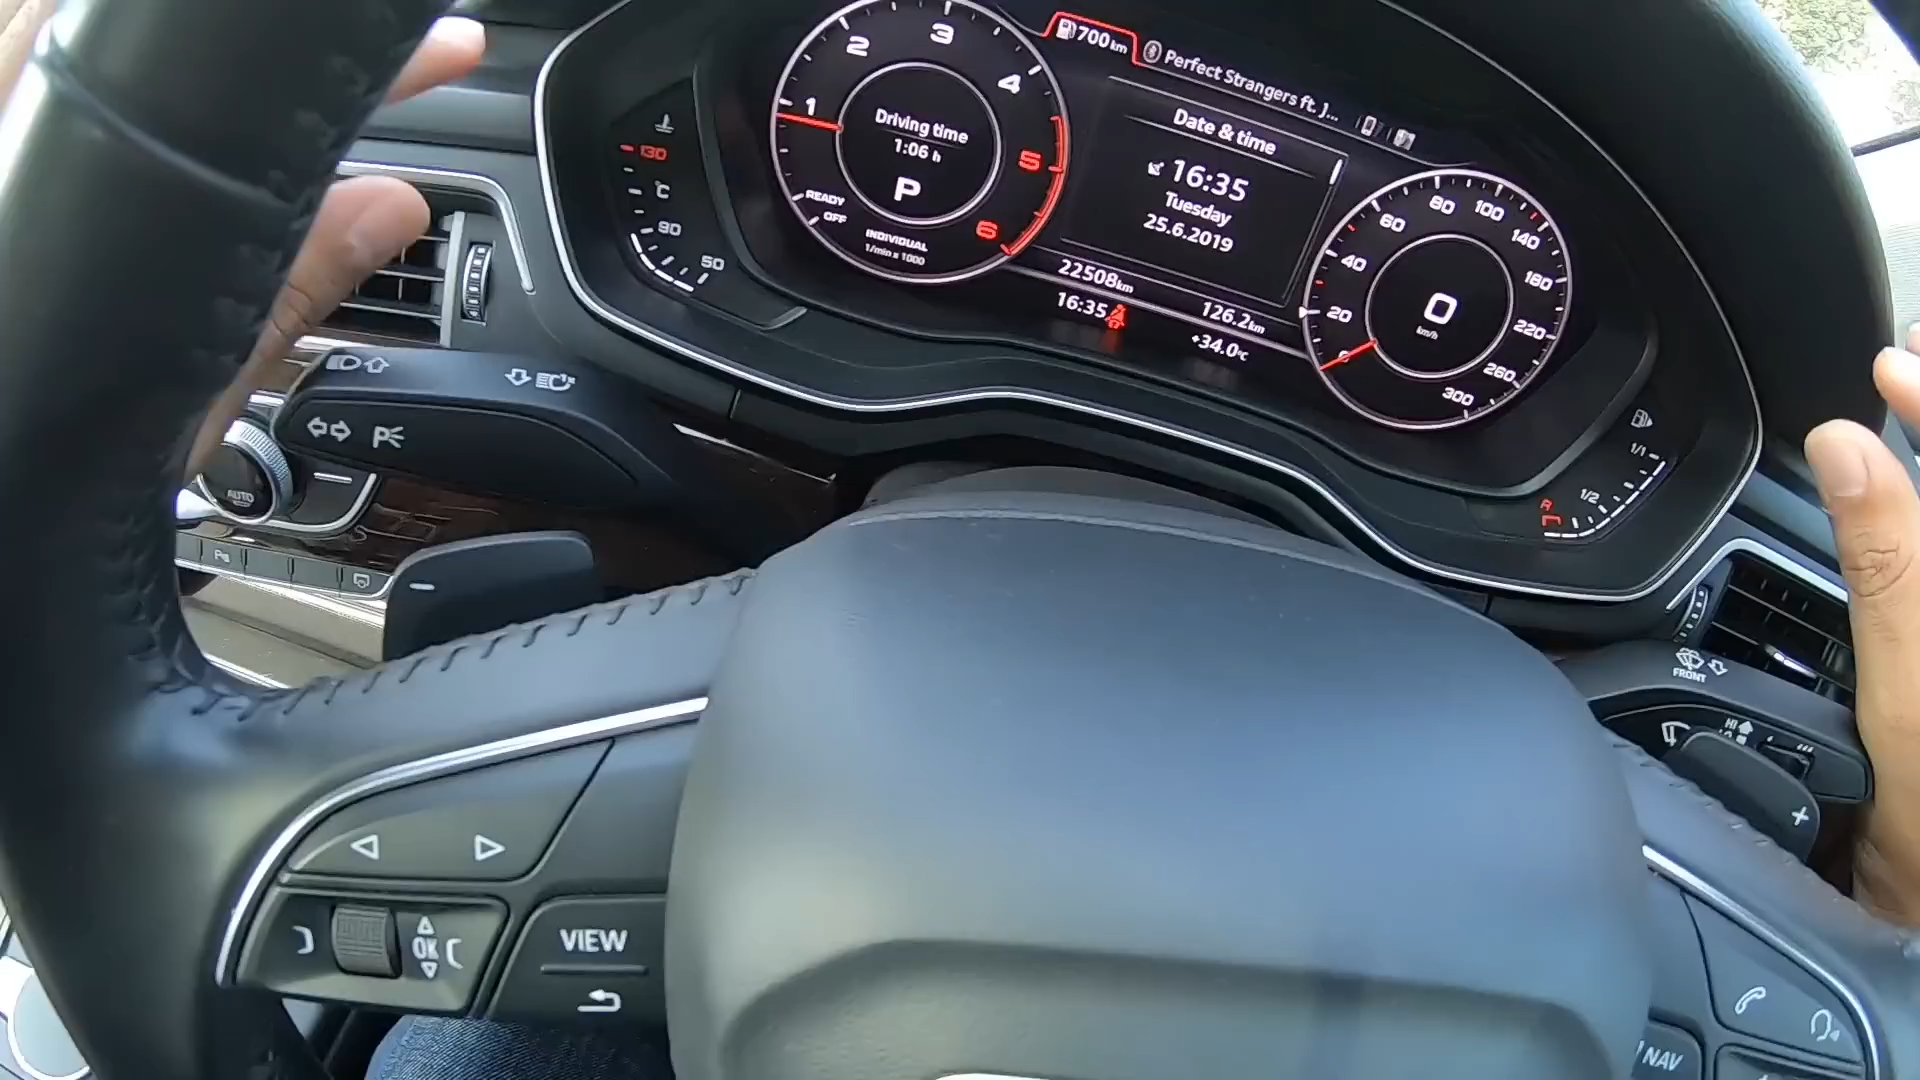 1
2
3
4
5
6
Driving time
1:06 h
P
READY
OFF
INDIVIDUAL
1/min x 1000
130
°C
90
50
700 km
Perfect Strangers ft. J...
Date & time
16:35
Tuesday
25.6.2019
22508 km
126.2 km
16:35
+34.0 °C
0
20
40
60
80
100
140
180
220
260
300
0
km/h
1/1
1/2
R
AUTO
P
−
FRONT
HI
+
OK
VIEW
NAV